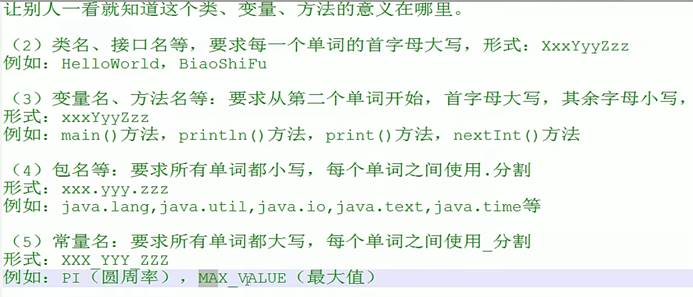 让别人一看就知道这个类、变量、方法的意义在哪里。
（2）类名、接口名等，要求每一个单词的首字母大写，形式：XxxYyyZzz
例如：HelloWorld，BiaoShiFu
（3）变量名、方法名等：要求从第二个单词开始，首字母大写，其余字母小写，
形式：xxxYyyZzz
例如：main()方法，println()方法，print()方法，nextInt()方法
（4）包名等：要求所有单词都小写，每个单词之间使用.分割
形式：xxx.yyy.zzz
例如：java.lang,java.util,java.io,java.text,java.time等
（5）常量名：要求所有单词都大写，每个单词之间使用_分割
形式：XXX_YYY_ZZZ
例如：PI（圆周率），MAX_VALUE（最大值）